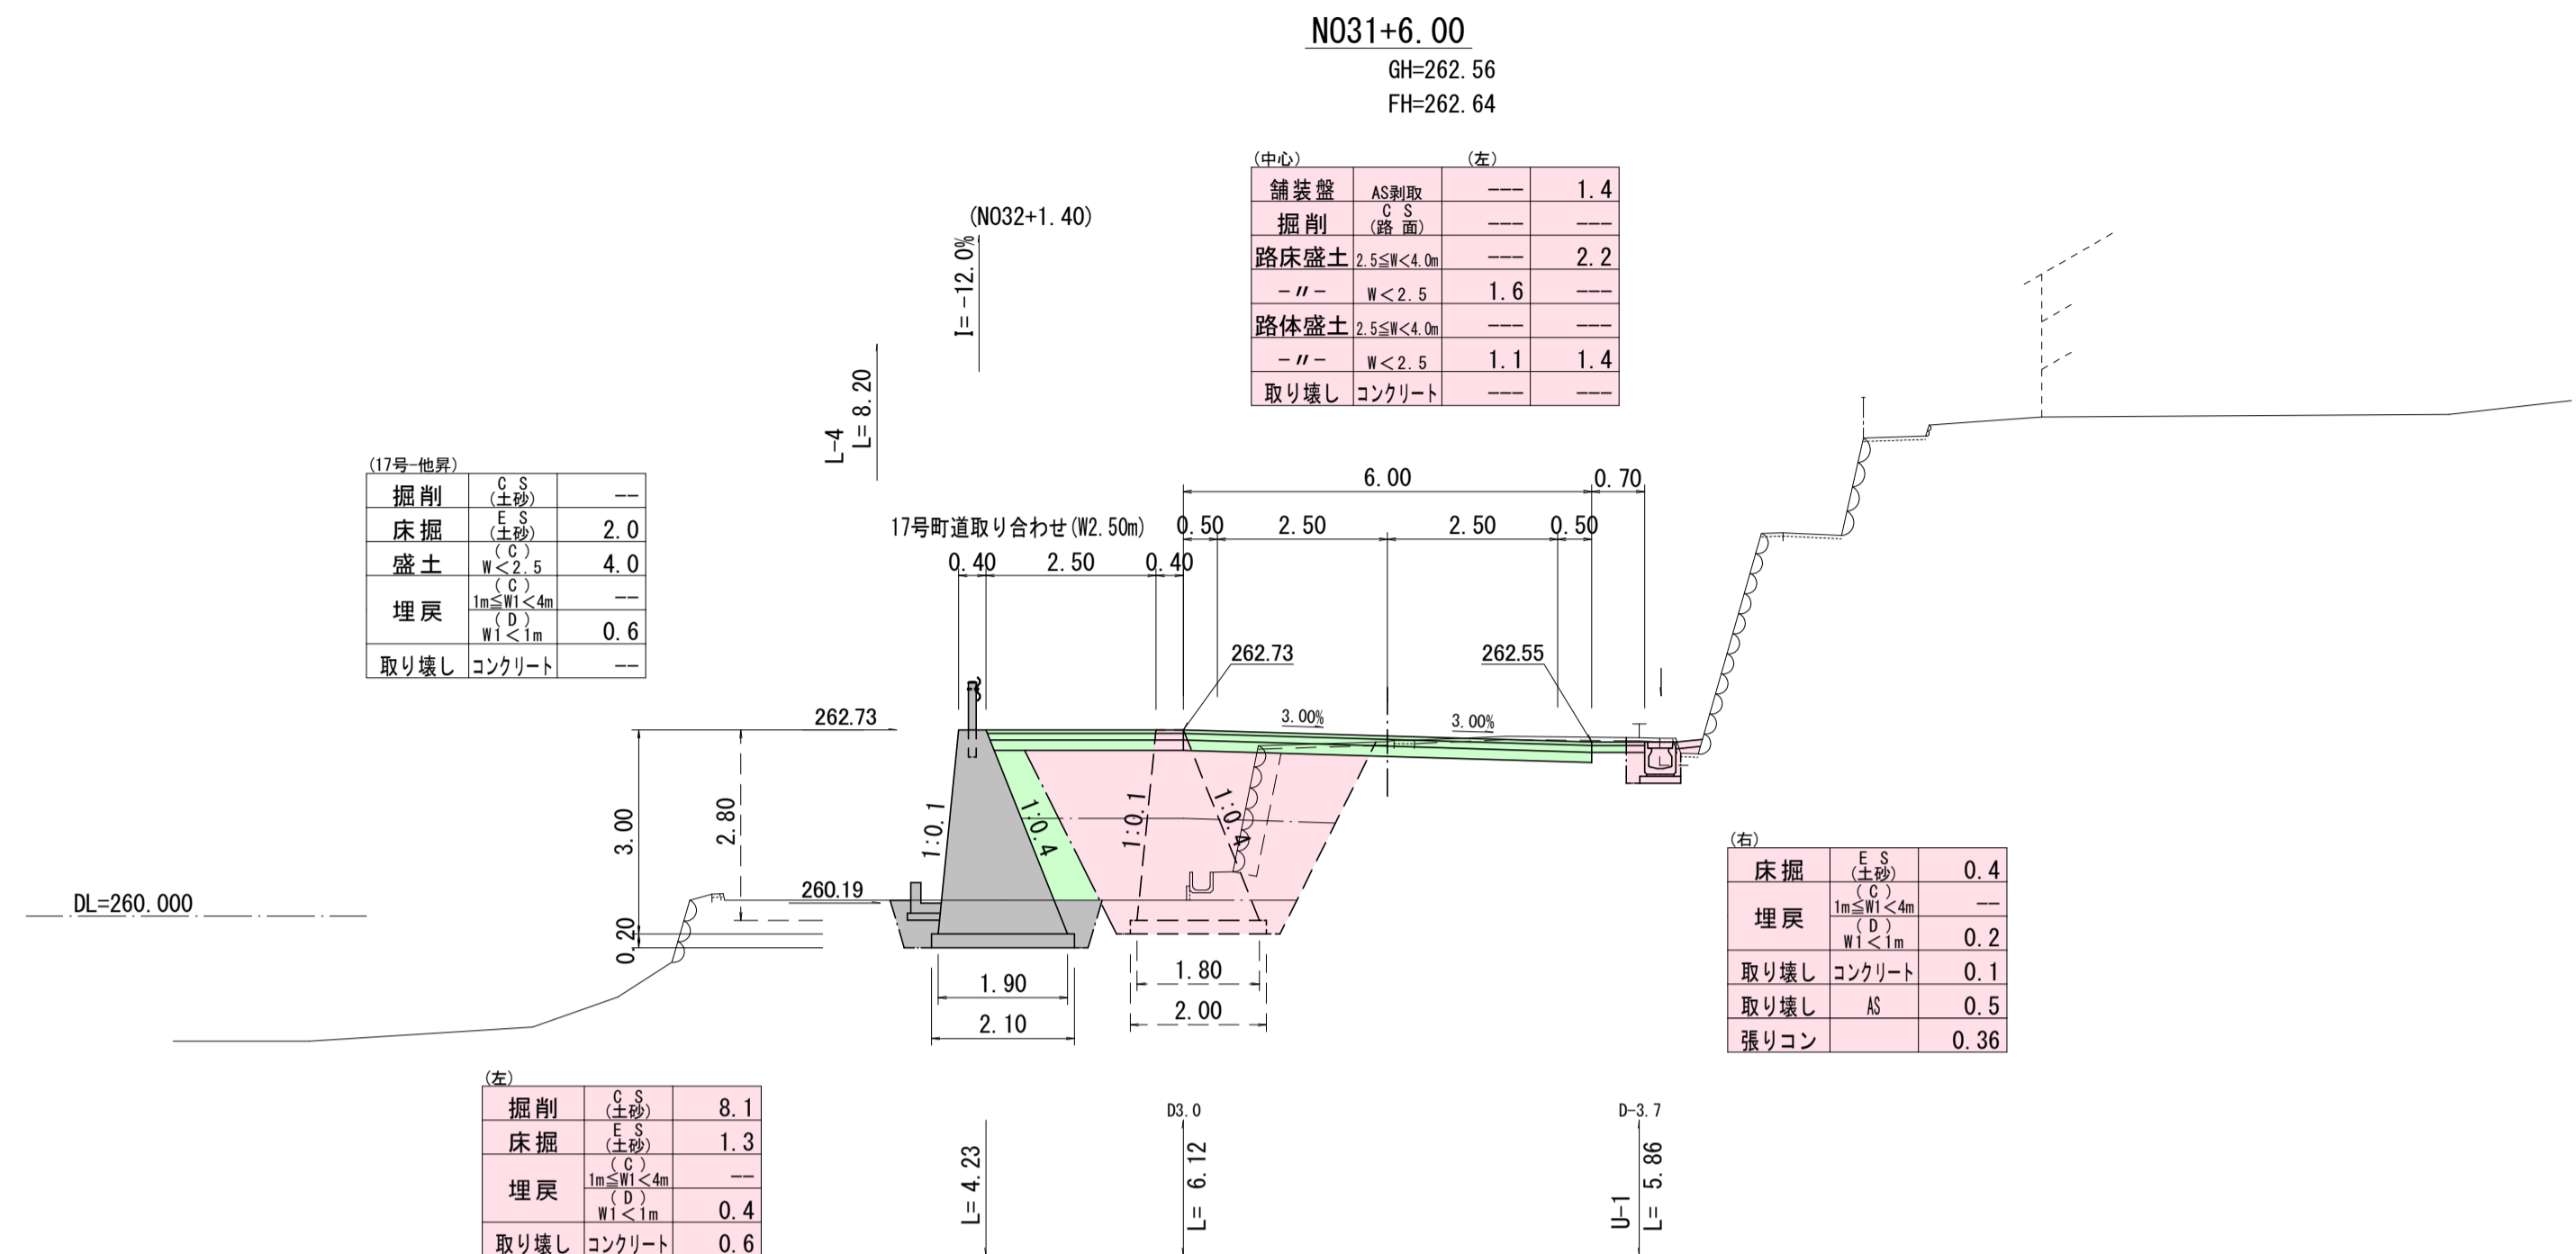 NO31+6.00
GH=262.56
FH=262.64
(中心) (左)
舗装盤 AS剥取 --- 1.4
掘削 C S (路 面) --- ---
路床盛土 2.5≦W<4.0m --- 2.2
-〃- W<2.5 1.6 ---
路体盛土 2.5≦W<4.0m --- ---
-〃- W<2.5 1.1 1.4
取り壊し コンクリート --- ---
(NO32+1.40)
I= -12.0%
L-4
L= 8.20
(17号-他昇)
掘削 C S (土砂) --
床掘 E S (土砂) 2.0
盛土 (C) W<2.5 4.0
埋戻 (C) 1m≦W1<4m --
(D) W1<1m 0.6
取り壊し コンクリート --
6.00 0.70
17号町道取り合わせ(W2.50m) 0.50 2.50 2.50 0.50
0.40 2.50 0.40
262.73 262.55
262.73 3.00% 3.00%
3.00 2.80 1:0.1 1:0.4 1:0.1 1:0.4
DL=260.000 260.19
0.20
1.90 1.80
2.10 2.00
(右)
床掘 E S (土砂) 0.4
埋戻 (C) 1m≦W1<4m --
(D) W1<1m 0.2
取り壊し コンクリート 0.1
取り壊し AS 0.5
張りコン 0.36
(左)
掘削 C S (土砂) 8.1
床掘 E S (土砂) 1.3
埋戻 (C) 1m≦W1<4m --
(D) W1<1m 0.4
取り壊し コンクリート 0.6
L= 4.23
D3.0
L= 6.12
D-3.7
U-1
L= 5.86